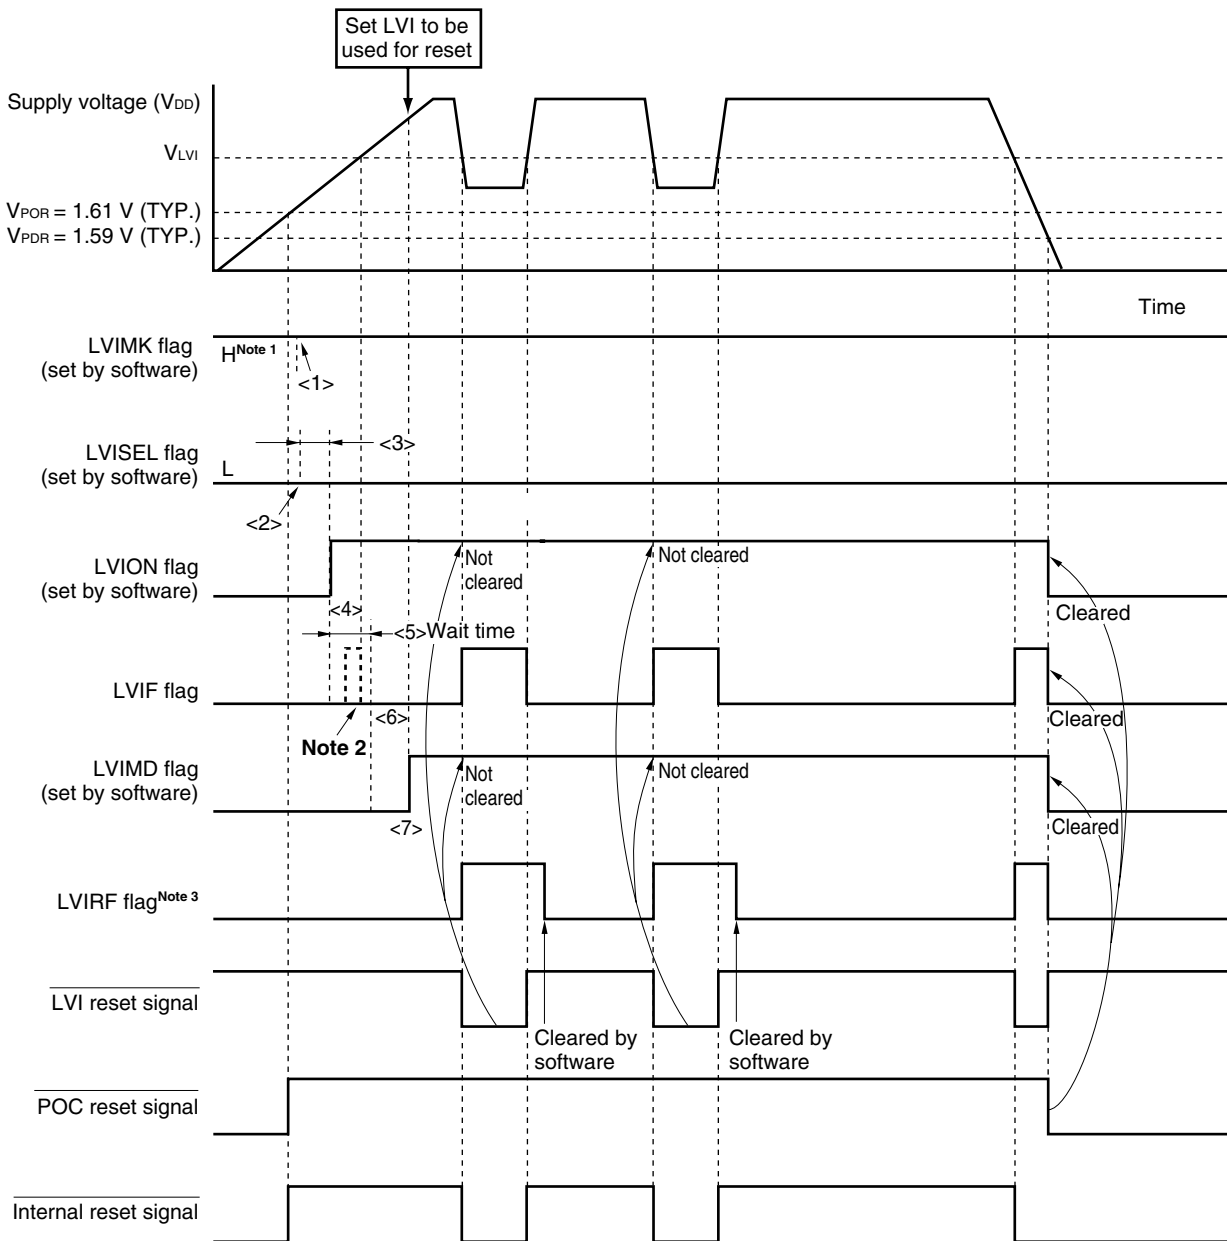 Set LVI to be
used for reset
Supply voltage (VDD)
VLVI
VPOR = 1.61 V (TYP.)
VPDR = 1.59 V (TYP.)
Time
LVIMK flag
(set by software)
HNote 1
<1>
LVISEL flag
(set by software)
L
<3>
<2>
LVION flag
(set by software)
Not
cleared
Not cleared
Cleared
<4>
<5> Wait time
LVIF flag
<6>
Note 2
Cleared
LVIMD flag
(set by software)
Not
cleared
Not cleared
<7>
Cleared
LVIRF flagNote 3
LVI reset signal
Cleared by
software
Cleared by
software
POC reset signal
Internal reset signal